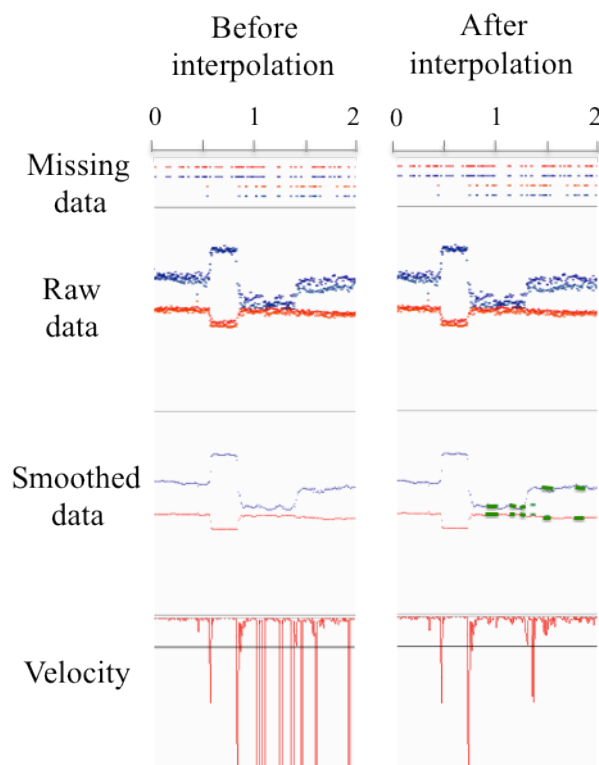 Before
interpolation
After
interpolation
0 1 2
0 1 2
Missing
data
Raw
data
Smoothed
data
Velocity